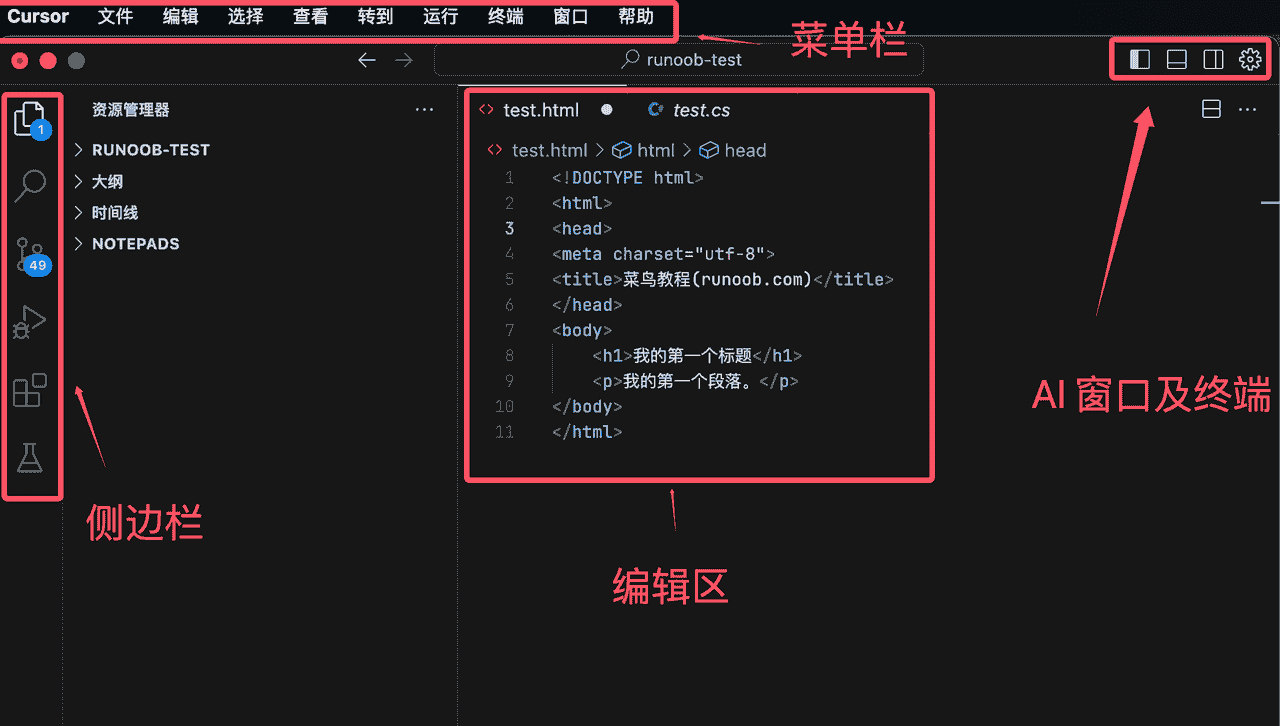 Cursor 文件 编辑 选择 查看 转到 运行 终端 窗口 帮助
菜单栏
runoob-test
资源管理器 ···
RUNOOB-TEST
大纲
时间线
NOTEPADS
1
49
侧边栏
test.html test.cs
test.html > html > head
1 <!DOCTYPE html>
2 <html>
3 <head>
4 <meta charset="utf-8">
5 <title>菜鸟教程(runoob.com)</title>
6 </head>
7 <body>
8 <h1>我的第一个标题</h1>
9 <p>我的第一个段落。</p>
10 </body>
11 </html>
编辑区
AI 窗口及终端